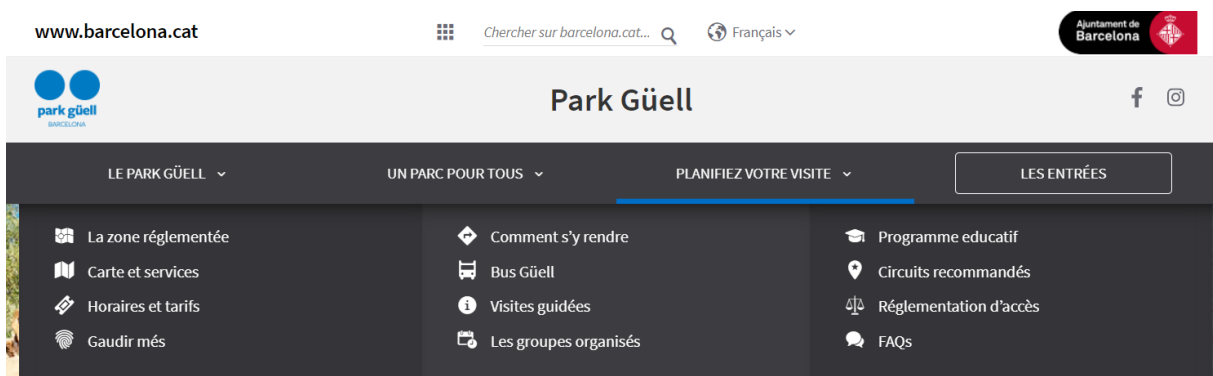 www.barcelona.cat
Chercher sur barcelona.cat...
Français
Ajuntament de
Barcelona
park güell
BARCELONA
Park Güell
LE PARK GÜELL
UN PARC POUR TOUS
PLANIFIEZ VOTRE VISITE
LES ENTRÉES
La zone réglementée
Carte et services
Horaires et tarifs
Gaudir més
Comment s'y rendre
Bus Güell
Visites guidées
Les groupes organisés
Programme educatif
Circuits recommandés
Réglementation d'accès
FAQs